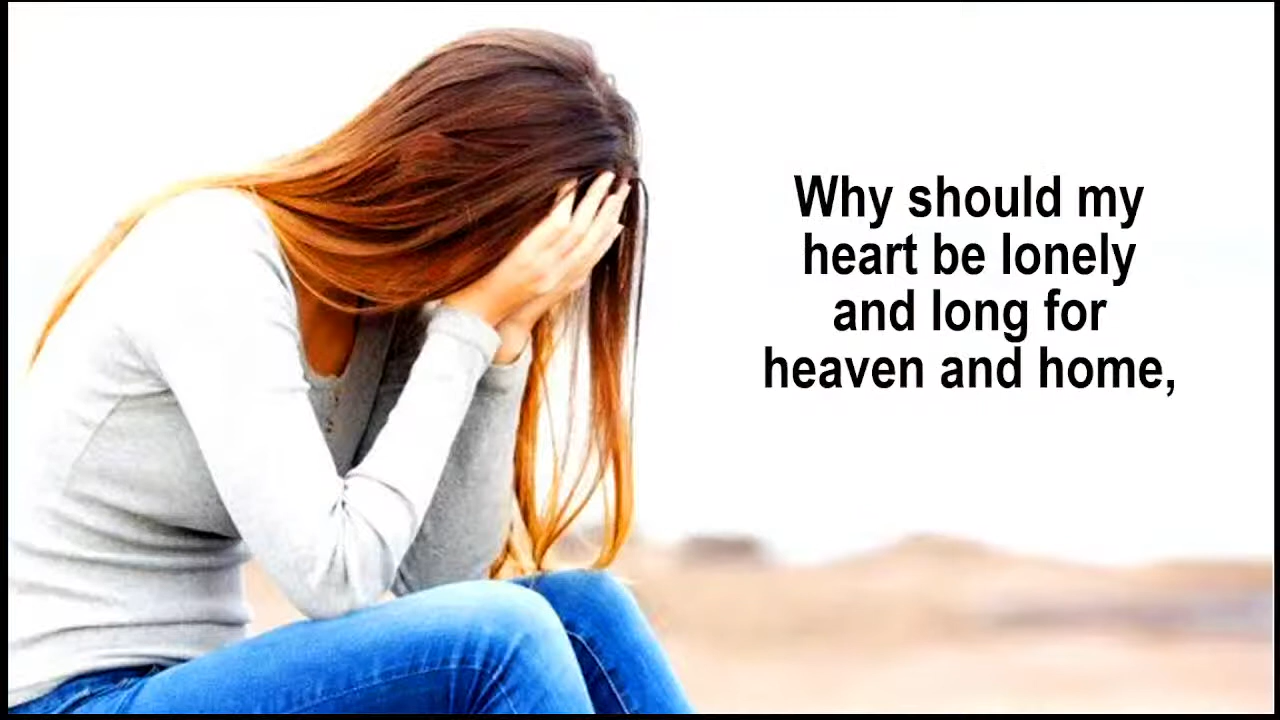 Why should my
heart be lonely
and long for
heaven and home,